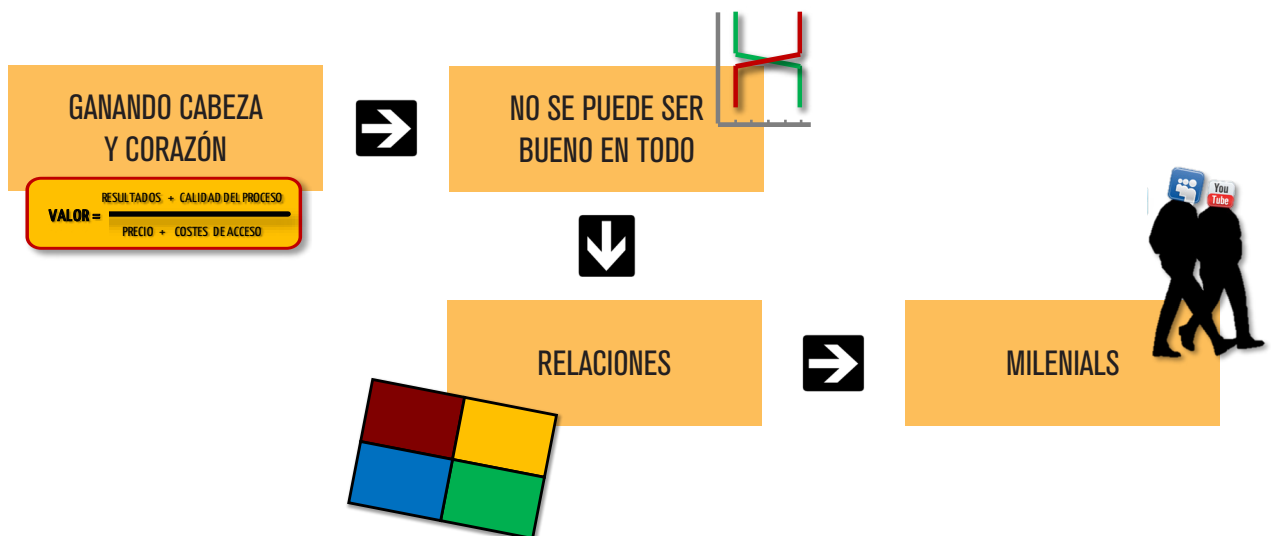 GANANDO CABEZA
Y CORAZÓN
RESULTADOS + CALIDAD DEL PROCESO
VALOR =
PRECIO + COSTES DE ACCESO
NO SE PUEDE SER
BUENO EN TODO
RELACIONES
MILENIALS
You
Tube